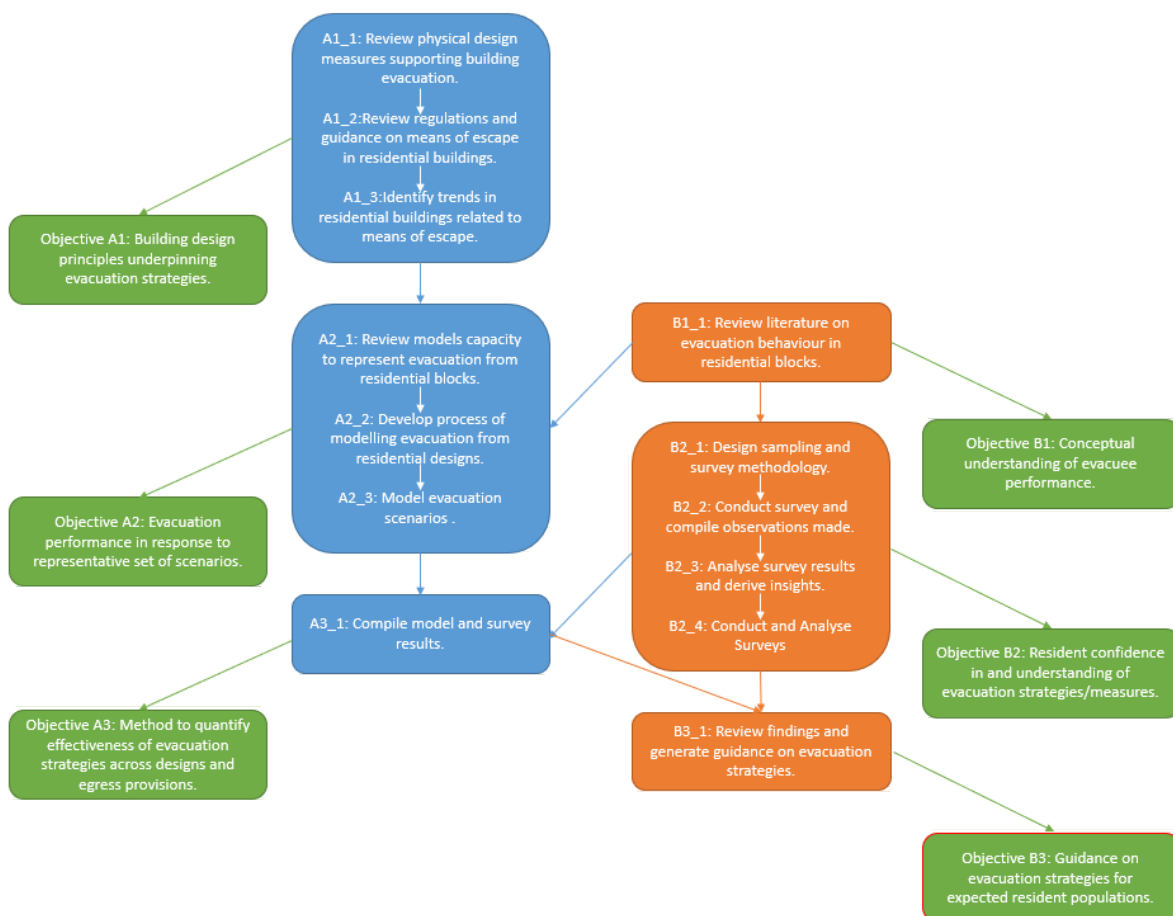 A1_1: Review physical design
measures supporting building
evacuation.
A1_2:Review regulations and
guidance on means of escape
in residential buildings.
A1_3:Identify trends in
residential buildings related to
means of escape.
Objective A1: Building design
principles underpinning
evacuation strategies.
A2_1: Review models capacity
to represent evacuation from
residential blocks.
A2_2: Develop process of
modelling evacuation from
residential designs.
A2_3: Model evacuation
scenarios .
Objective A2: Evacuation
performance in response to
representative set of scenarios.
A3_1: Compile model and survey
results.
Objective A3: Method to quantify
effectiveness of evacuation
strategies across designs and
egress provisions.
B1_1: Review literature on
evacuation behaviour in
residential blocks.
Objective B1: Conceptual
understanding of evacuee
performance.
B2_1: Design sampling and
survey methodology.
B2_2: Conduct survey and
compile observations made.
B2_3: Analyse survey results
and derive insights.
B2_4: Conduct and Analyse
Surveys
Objective B2: Resident confidence
in and understanding of
evacuation strategies/measures.
B3_1: Review findings and
generate guidance on evacuation
strategies.
Objective B3: Guidance on
evacuation strategies for
expected resident populations.